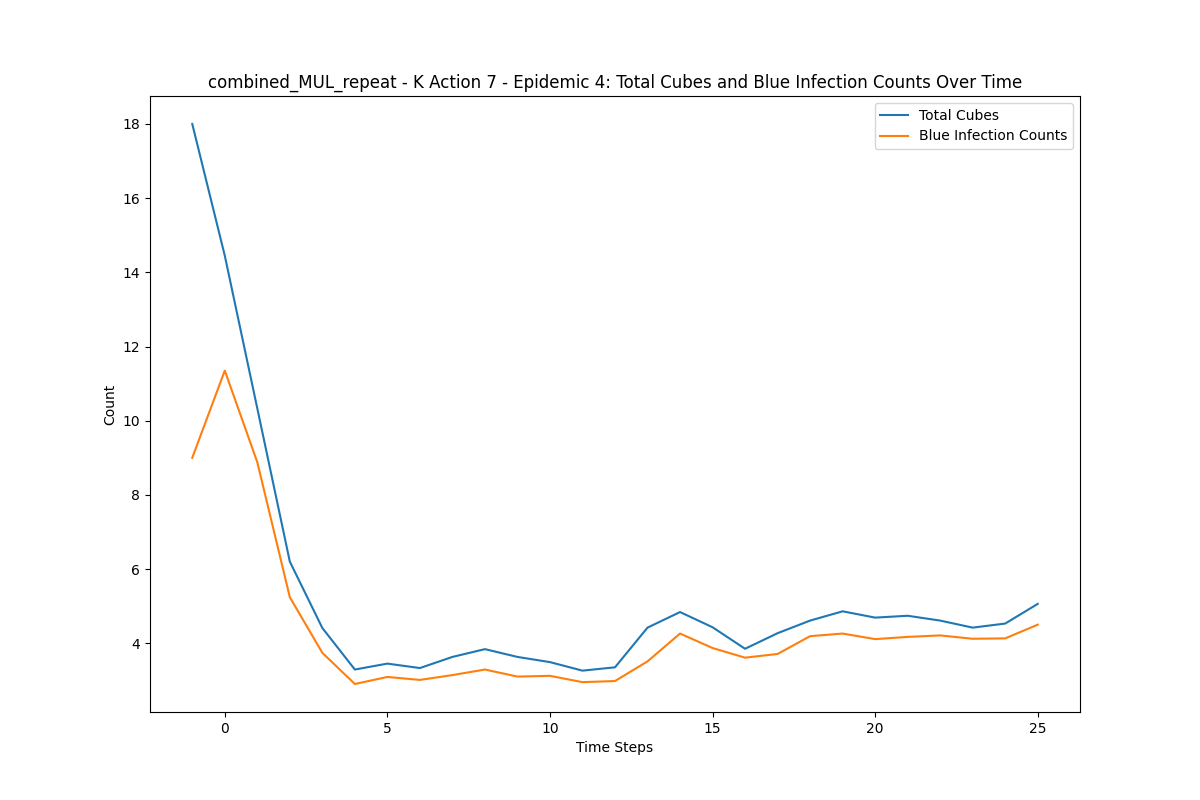 combined_MUL_repeat - K Action 7 - Epidemic 4: Total Cubes and Blue Infection Counts Over Time
Total Cubes
Blue Infection Counts
18
16
14
12
10
8
6
4
Count
0 5 10 15 20 25
Time Steps